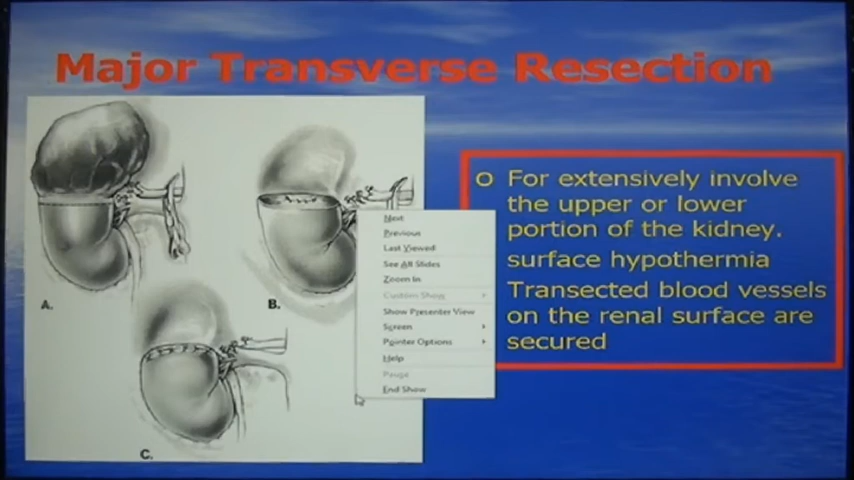 Major Transverse Resection
A.
B.
C.
Next
Previous
Last Viewed
See All Slides
Zoom In
Custom Show
Show Presenter View
Screen
Pointer Options
Help
Pause
End Show
o For extensively involve
the upper or lower
portion of the kidney.
surface hypothermia
Transected blood vessels
on the renal surface are
secured